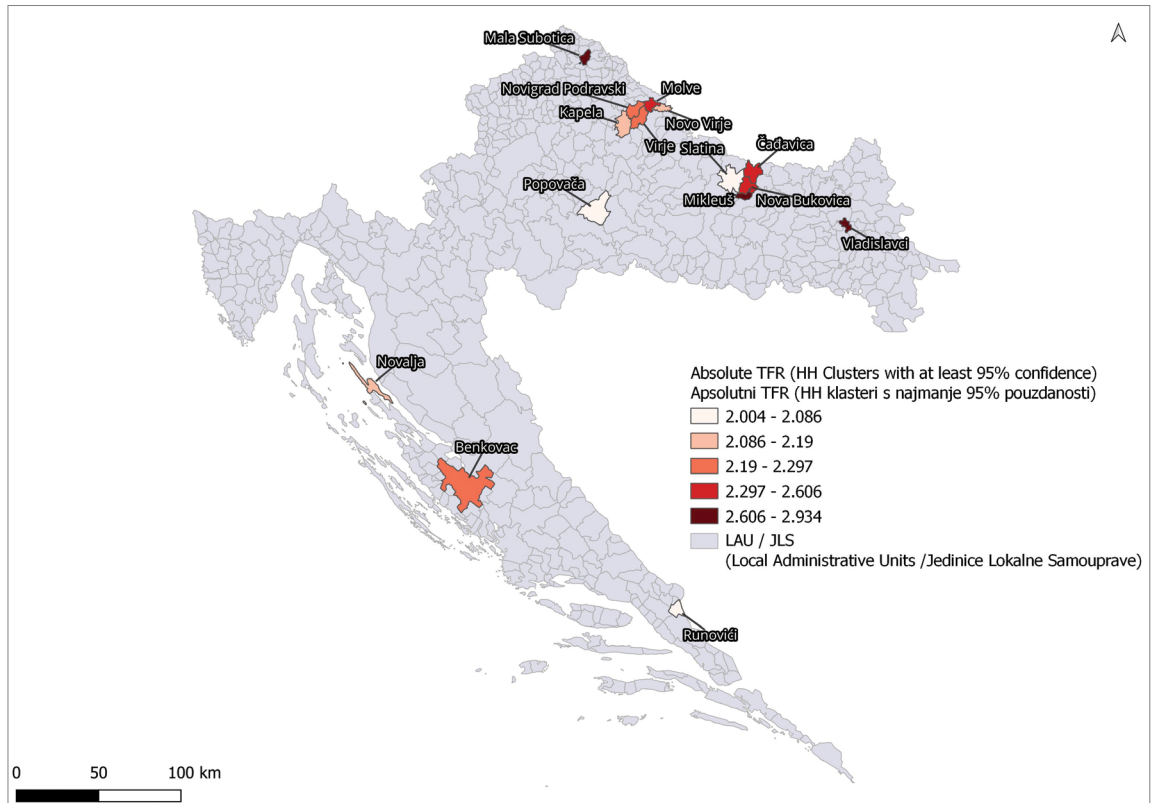 Mala Subotica
Novigrad Podravski
Molve
Kapela
Novo Virje
Virje
Slatina
Čađavica
Popovača
Mikleuš
Nova Bukovica
Vladislavci
Novalja
Benkovac
Runovići
Absolute TFR (HH Clusters with at least 95% confidence)
Apsolutni TFR (HH klasteri s najmanje 95% pouzdanosti)
2.004 - 2.086
2.086 - 2.19
2.19 - 2.297
2.297 - 2.606
2.606 - 2.934
LAU / JLS
(Local Administrative Units /Jedinice Lokalne Samouprave)
0 50 100 km